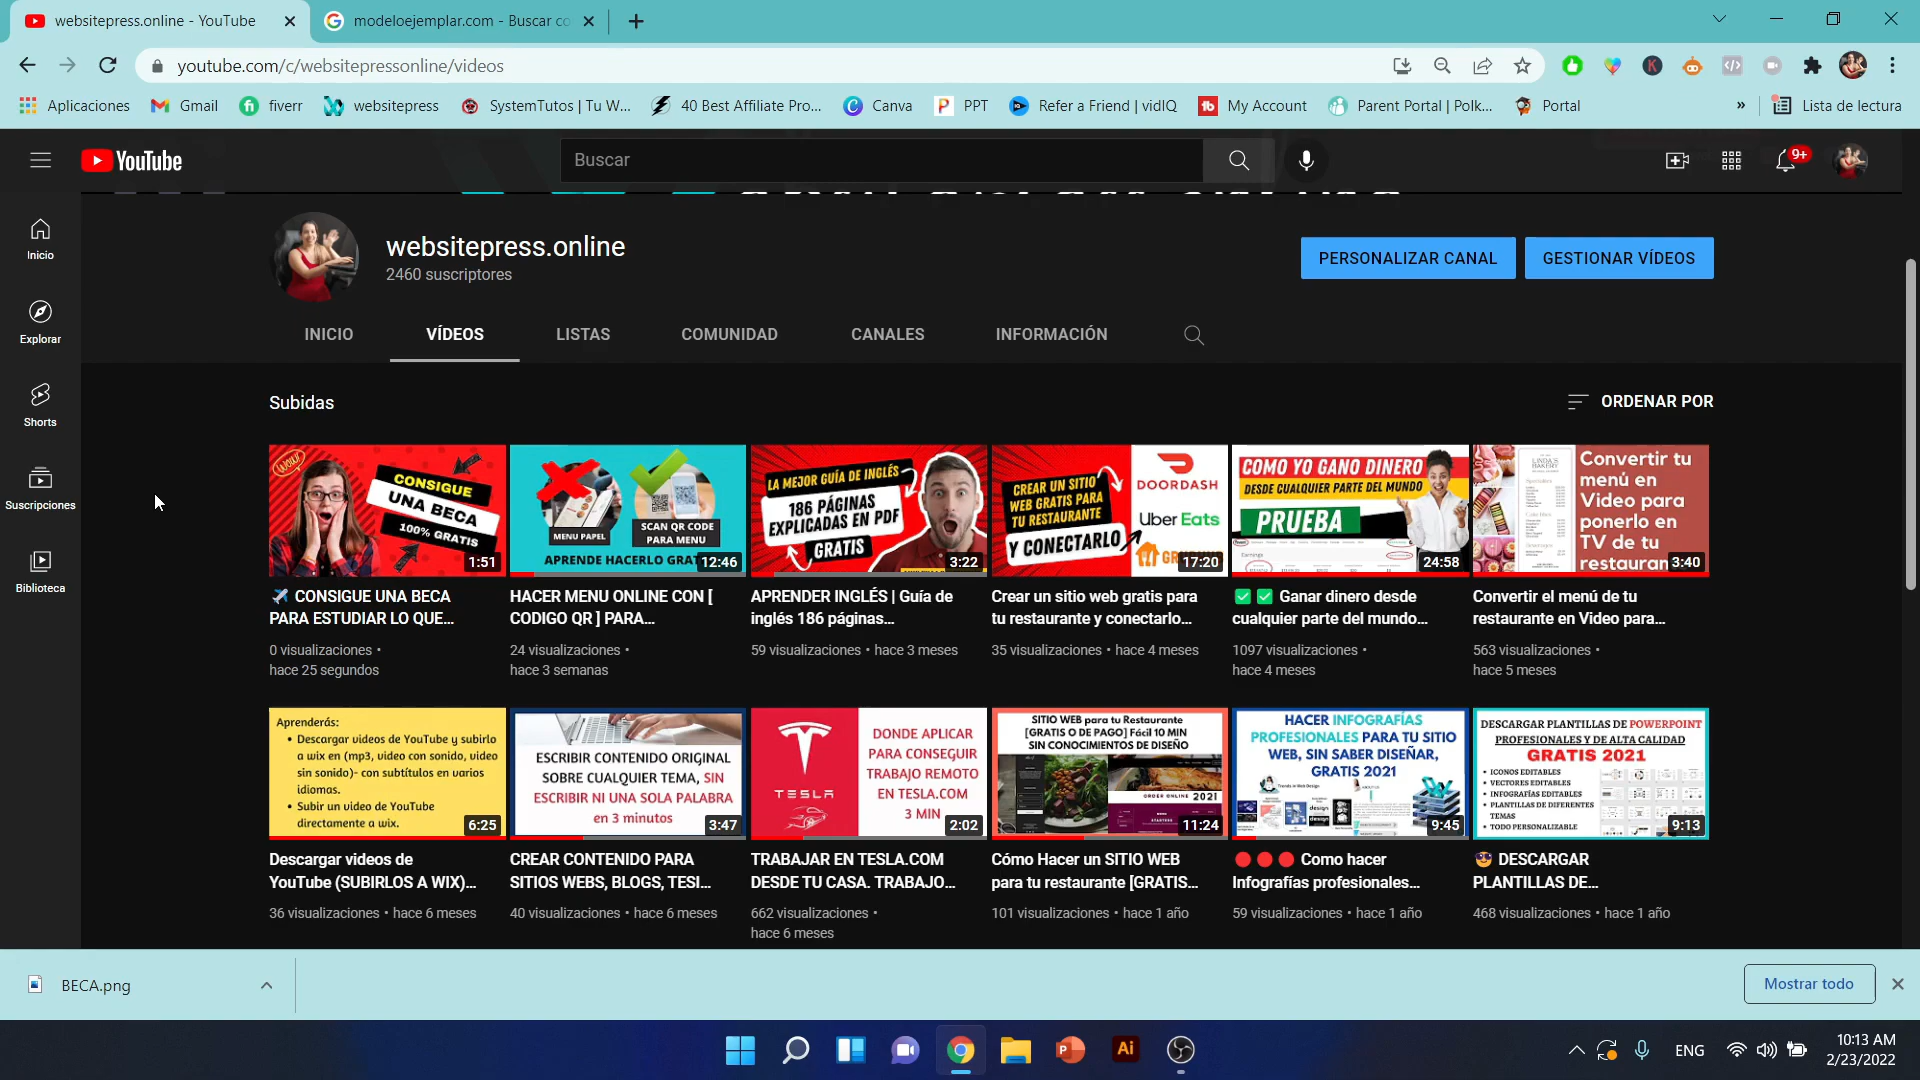 websitepress.online - YouTube
modeloejemplar.com - Buscar co
youtube.com/c/websitepressonline/videos
Aplicaciones
Gmail
fiverr
websitepress
SystemTutos | Tu W...
40 Best Affiliate Pro...
Canva
PPT
Refer a Friend | vidIQ
My Account
Parent Portal | Polk...
Portal
»
Lista de lectura
YouTube
Buscar
9+
websitepress.online
2460 suscriptores
PERSONALIZAR CANAL
GESTIONAR VÍDEOS
Inicio
Explorar
Shorts
Suscripciones
Biblioteca
INICIO
VÍDEOS
LISTAS
COMUNIDAD
CANALES
INFORMACIÓN
Subidas
ORDENAR POR
WOW
CONSIGUE
UNA BECA
100% GRATIS
1:51
MENU PAPEL
SCAN QR CODE
PARA MENU
APRENDE HACERLO GRAT
12:46
LA MEJOR GUÍA DE INGLÉS
186 PÁGINAS
EXPLICADAS EN PDF
GRATIS
3:22
CREAR UN SITIO
WEB GRATIS PARA
TU RESTAURANTE
Y CONECTARLO
DOORDASH
Uber Eats
17:20
COMO YO GANO DINERO
DESDE CUALQUIER PARTE DEL MUNDO
PRUEBA
24:58
LINDA'S
BAKERY
Convertir tu
menú en
Video para
ponerlo en
TV de tu
restauran
3:40
✈️ CONSIGUE UNA BECA
PARA ESTUDIAR LO QUE...
0 visualizaciones •
hace 25 segundos
HACER MENU ONLINE CON [
CODIGO QR ] PARA...
24 visualizaciones •
hace 3 semanas
APRENDER INGLÉS | Guía de
inglés 186 páginas...
59 visualizaciones • hace 3 meses
Crear un sitio web gratis para
tu restaurante y conectarlo...
35 visualizaciones • hace 4 meses
✅ ✅ Ganar dinero desde
cualquier parte del mundo...
1097 visualizaciones •
hace 4 meses
Convertir el menú de tu
restaurante en Video para...
563 visualizaciones •
hace 5 meses
Aprenderás:
• Descargar videos de YouTube y subirlo
a wix en (mp3, video con sonido, video
sin sonido)- con subtítulos en varios
idiomas.
• Subir un video de YouTube
directamente a wix.
6:25
ESCRIBIR CONTENIDO ORIGINAL
SOBRE CUALQUIER TEMA, SIN
ESCRIBIR NI UNA SOLA PALABRA
en 3 minutos
3:47
TESLA
DONDE APLICAR
PARA CONSEGUIR
TRABAJO REMOTO
EN TESLA.COM
3 MIN
2:02
SITIO WEB para tu Restaurante
[GRATIS O DE PAGO] Fácil 10 MIN
SIN CONOCIMIENTOS DE DISEÑO
ORDER ONLINE 2021
11:24
HACER INFOGRAFÍAS
PROFESIONALES PARA TU SITIO
WEB, SIN SABER DISEÑAR,
GRATIS 2021
9:45
DESCARGAR PLANTILLAS DE POWERPOINT
PROFESIONALES Y DE ALTA CALIDAD
GRATIS 2021
• ICONOS EDITABLES
• VECTORES EDITABLES
• INFOGRAFÍAS EDITABLES
• PLANTILLAS DE DIFERENTES
TEMAS
• TODO PERSONALIZABLE
9:13
Descargar videos de
YouTube (SUBIRLOS A WIX)...
36 visualizaciones • hace 6 meses
CREAR CONTENIDO PARA
SITIOS WEBS, BLOGS, TESI...
40 visualizaciones • hace 6 meses
TRABAJAR EN TESLA.COM
DESDE TU CASA. TRABAJO...
662 visualizaciones •
hace 6 meses
Cómo Hacer un SITIO WEB
para tu restaurante [GRATIS...
101 visualizaciones • hace 1 año
🔴🔴🔴 Como hacer
Infografías profesionales...
59 visualizaciones • hace 1 año
😎 DESCARGAR
PLANTILLAS DE...
468 visualizaciones • hace 1 año
BECA.png
Mostrar todo
ENG
10:13 AM
2/23/2022